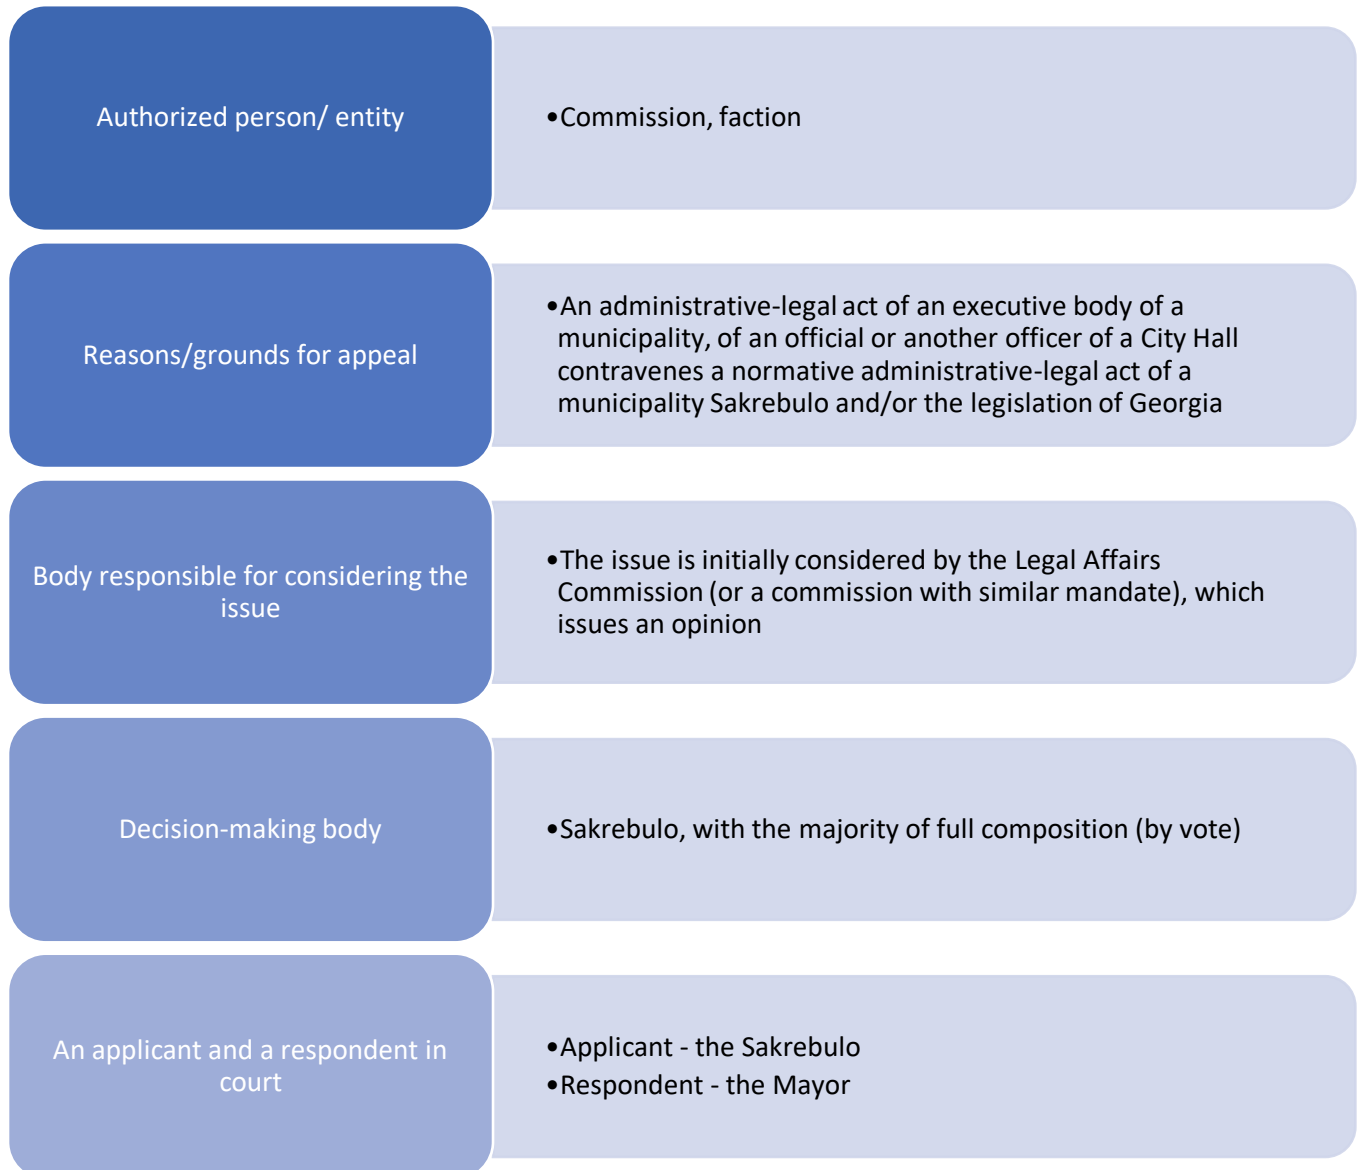 Authorized person/ entity
•Commission, faction
Reasons/grounds for appeal
•An administrative-legal act of an executive body of a
municipality, of an official or another officer of a City Hall
contravenes a normative administrative-legal act of a
municipality Sakrebulo and/or the legislation of Georgia
Body responsible for considering the
issue
•The issue is initially considered by the Legal Affairs
Commission (or a commission with similar mandate), which
issues an opinion
Decision-making body
•Sakrebulo, with the majority of full composition (by vote)
An applicant and a respondent in
court
•Applicant - the Sakrebulo
•Respondent - the Mayor